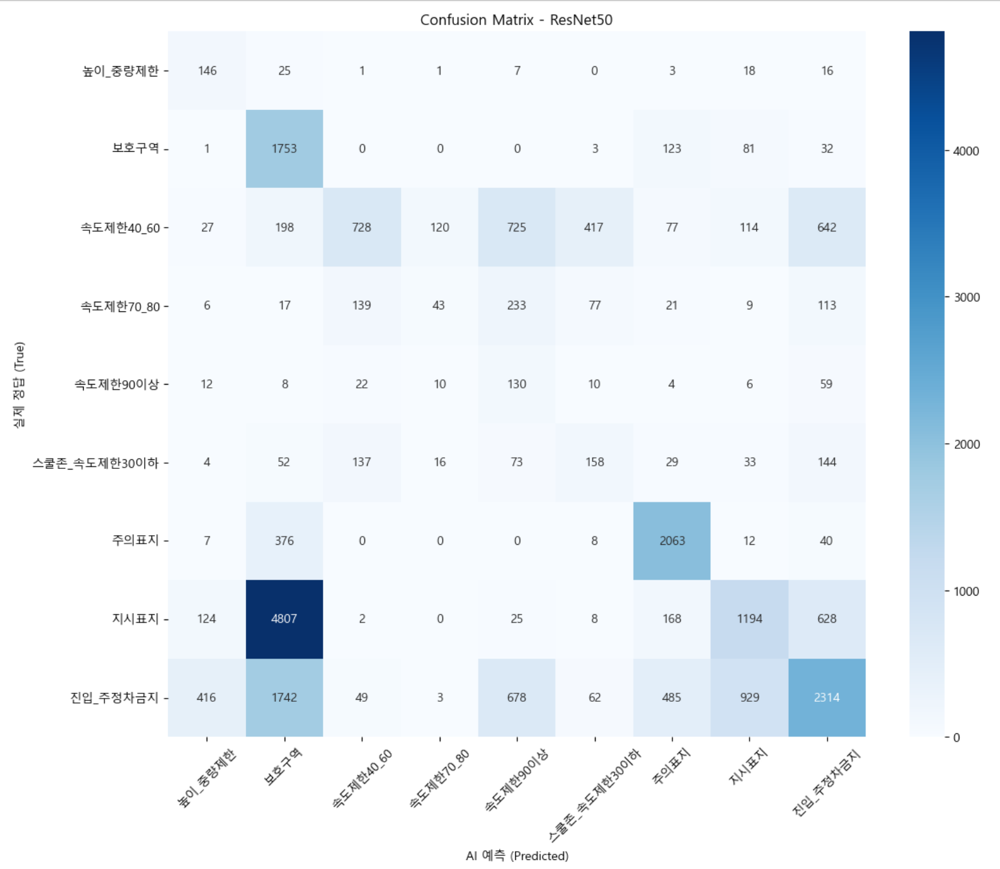 Confusion Matrix - ResNet50
높이_중량제한 146 25 1 1 7 0 3 18 16
보호구역 1 1753 0 0 0 3 123 81 32
속도제한40_60 27 198 728 120 725 417 77 114 642
속도제한70_80 6 17 139 43 233 77 21 9 113
속도제한90이상 12 8 22 10 130 10 4 6 59
스쿨존_속도제한30이하 4 52 137 16 73 158 29 33 144
주의표지 7 376 0 0 0 8 2063 12 40
지시표지 124 4807 2 0 25 8 168 1194 628
진입_주정차금지 416 1742 49 3 678 62 485 929 2314
실제 정답 (True)
높이_중량제한
보호구역
속도제한40_60
속도제한70_80
속도제한90이상
스쿨존_속도제한30이하
주의표지
지시표지
진입_주정차금지
AI 예측 (Predicted)
4000
3000
2000
1000
0